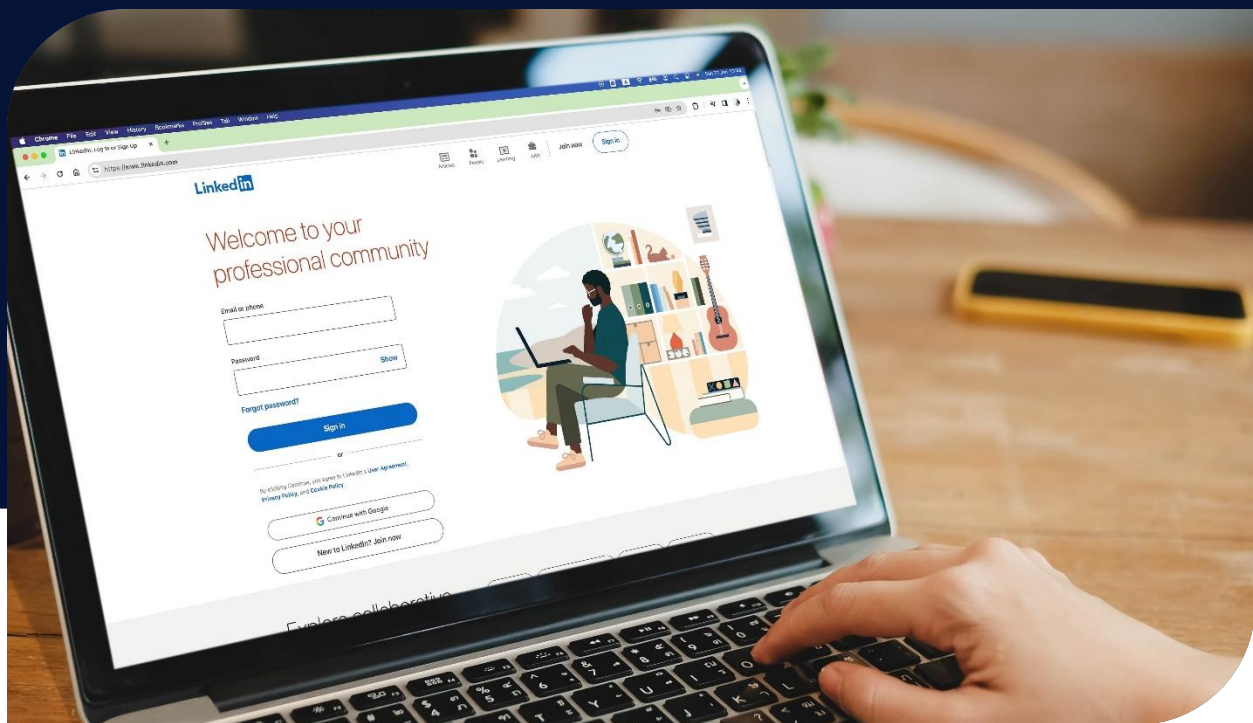 Chrome File Edit View History Bookmarks Profiles Tab Window Help
LinkedIn: Log In or Sign Up
https://www.linkedin.com
Linked in
Articles People Learning Jobs Join now Sign in
Welcome to your
professional community
Email or phone
Password
Show
Forgot password?
Sign in
or
By clicking Continue, you agree to LinkedIn's User Agreement,
Privacy Policy, and Cookie Policy.
Continue with Google
New to LinkedIn? Join now
Explore collaborative